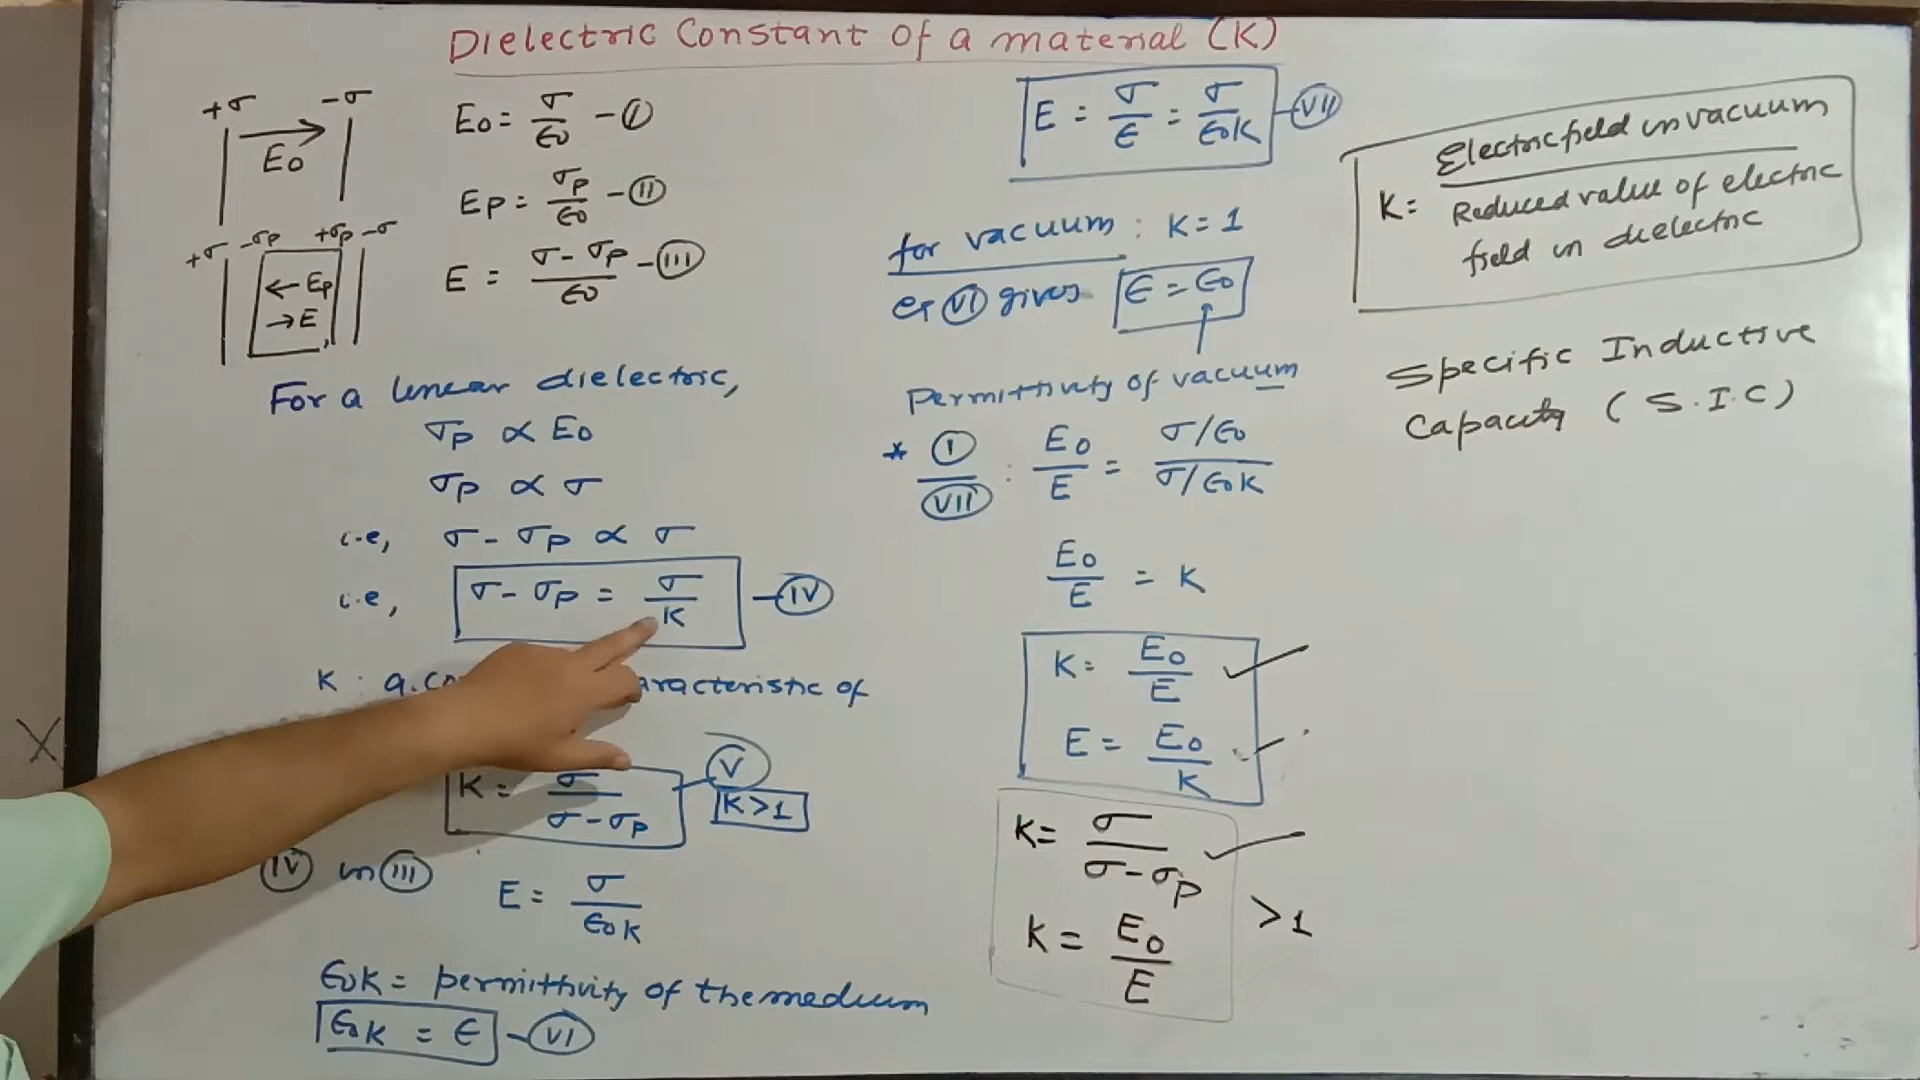 Dielectric Constant of a material (K)
+σ -σ
E₀
+σ -σp +σp -σ
← Ep
→ E
E₀ = σ/ϵ₀ - Ⓘ
Ep = σp/ϵ₀ - Ⅱ
E = (σ - σp)/ϵ₀ - Ⅲ
For a linear dielectric,
σp ∝ E₀
σp ∝ σ
i.e, σ - σp ∝ σ
i.e, σ - σp = σ/K - Ⅳ
K : a aracteristic of
K = σ/(σ - σp) - Ⅴ
K > 1
Ⅳ in Ⅲ E = σ/ϵ₀K
ϵ₀K = permittivity of the medium
ϵ₀K = ϵ - Ⅵ
E = σ/ϵ = σ/ϵ₀K - Ⅶ
for vacuum : K = 1
eq Ⅵ gives ϵ = ϵ₀
Permittivity of vacuum
* Ⓘ/Ⅶ : E₀/E = (σ/ϵ₀)/(σ/ϵ₀K)
E₀/E = K
K = E₀/E
E = E₀/K
K = σ/(σ - σp)
K = E₀/E
> 1
K = Electric field in vacuum
Reduced value of electric
field in dielectric
Specific Inductive
Capacity (S.I.C)
X